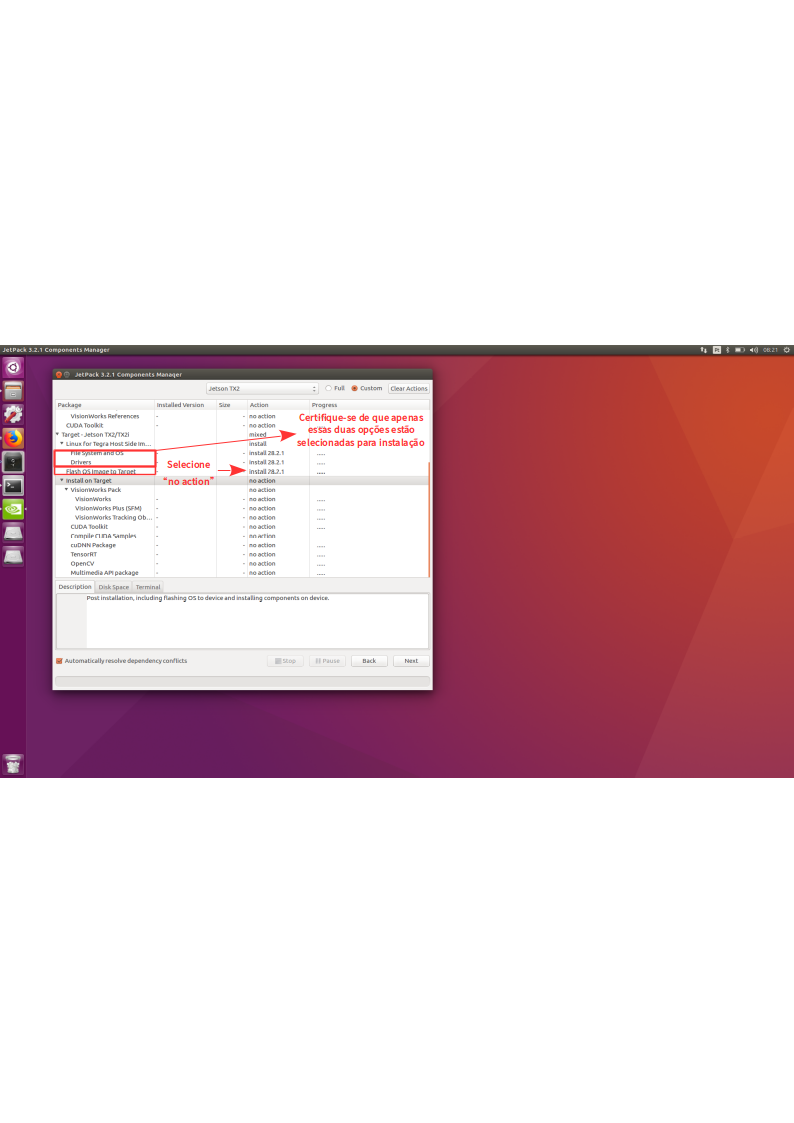 JetPack 3.2.1 Components Manager
08:21
JetPack 3.2.1 Components Manager
Jetson TX2 Full Custom Clear Actions
Package Installed Version Size Action Progress
VisionWorks References - - no action
CUDA Toolkit - - no action
Target - Jetson TX2/TX2i mixed
Linux for Tegra Host Side Im... install
File System and OS - - install 28.2.1 .....
Drivers - - install 28.2.1 .....
Flash OS Image to Target - - install 28.2.1 .....
Install on Target no action
VisionWorks Pack no action
VisionWorks - - no action .....
VisionWorks Plus (SFM) - - no action .....
VisionWorks Tracking Ob... - - no action .....
CUDA Toolkit - - no action .....
Compile CUDA Samples - - no action
cuDNN Package - - no action .....
TensorRT - - no action .....
OpenCV - - no action .....
Multimedia API package - - no action .....
Certifique-se de que apenas
essas duas opções estão
selecionadas para instalação
Selecione
“no action”
Description Disk Space Terminal
Post installation, including flashing OS to device and installing components on device.
Automatically resolve dependency conflicts Stop Pause Back Next